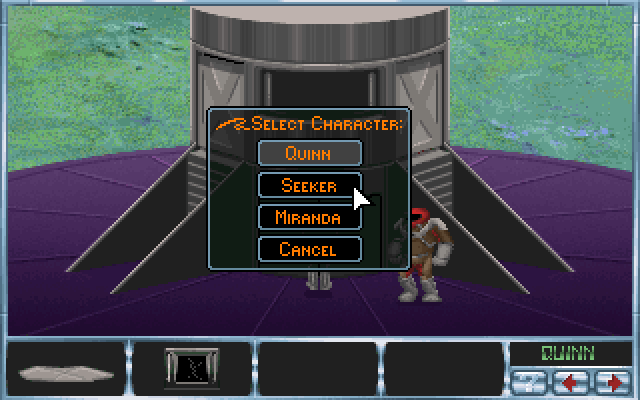 Select Character:
Quinn
Seeker
Miranda
Cancel
QUINN
?